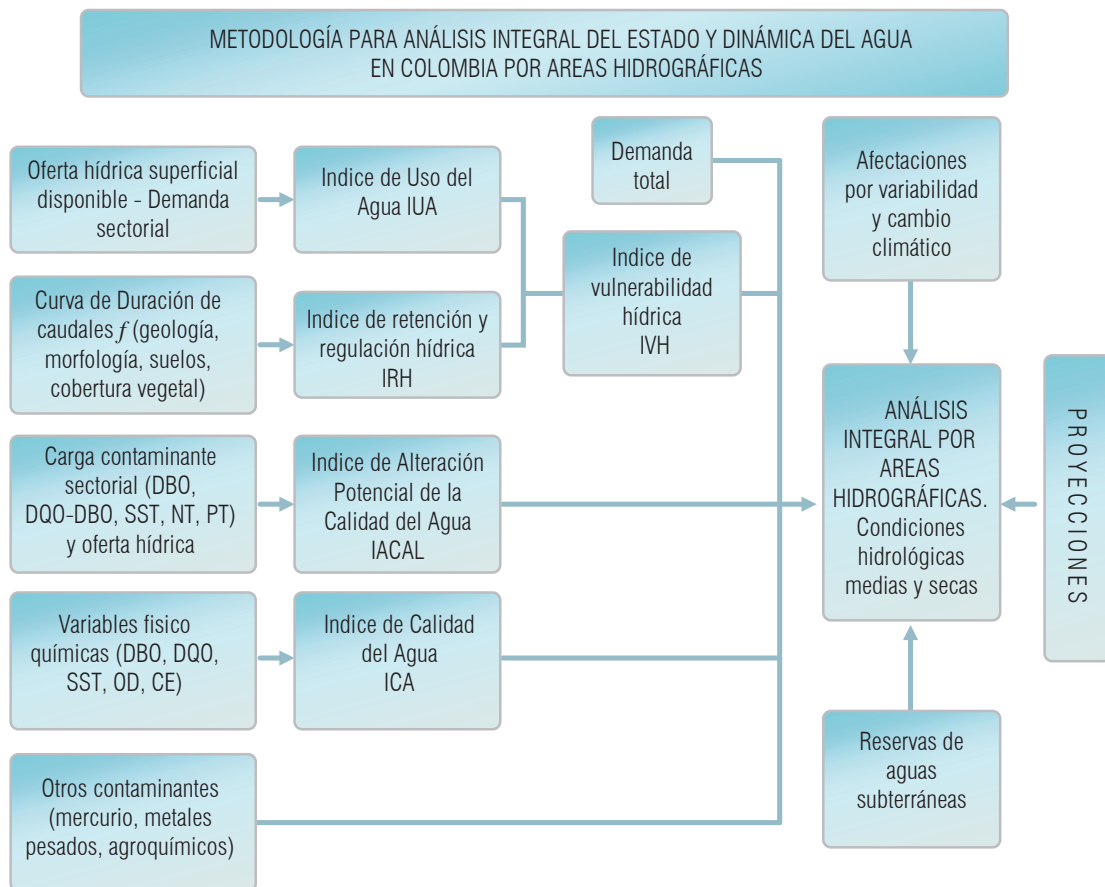 METODOLOGÍA PARA ANÁLISIS INTEGRAL DEL ESTADO Y DINÁMICA DEL AGUA
EN COLOMBIA POR AREAS HIDROGRÁFICAS
Oferta hídrica superficial
disponible - Demanda
sectorial
Indice de Uso del
Agua IUA
Demanda
total
Afectaciones
por variabilidad
y cambio
climático
Curva de Duración de
caudales f (geología,
morfología, suelos,
cobertura vegetal)
Indice de retención y
regulación hídrica
IRH
Indice de
vulnerabilidad
hídrica
IVH
Carga contaminante
sectorial (DBO,
DQO-DBO, SST, NT, PT)
y oferta hídrica
Indice de Alteración
Potencial de la
Calidad del Agua
IACAL
ANÁLISIS
INTEGRAL POR
AREAS
HIDROGRÁFICAS.
Condiciones
hidrológicas
medias y secas
PROYECCIONES
Variables fisico
químicas (DBO, DQO,
SST, OD, CE)
Indice de Calidad
del Agua
ICA
Otros contaminantes
(mercurio, metales
pesados, agroquímicos)
Reservas de
aguas
subterráneas